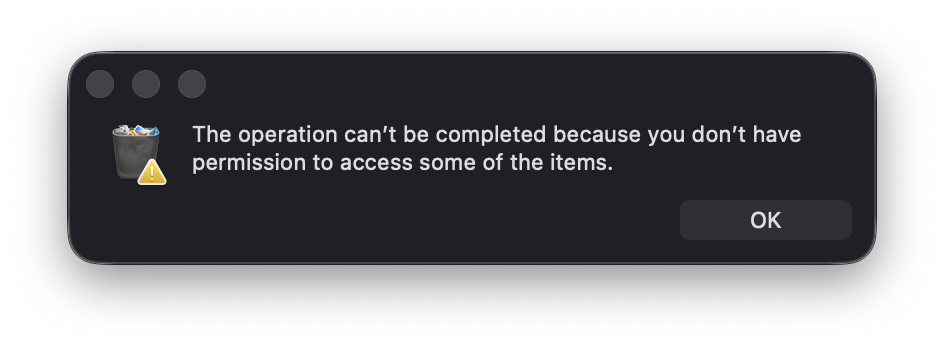 The operation can’t be completed because you don’t have
permission to access some of the items.
OK